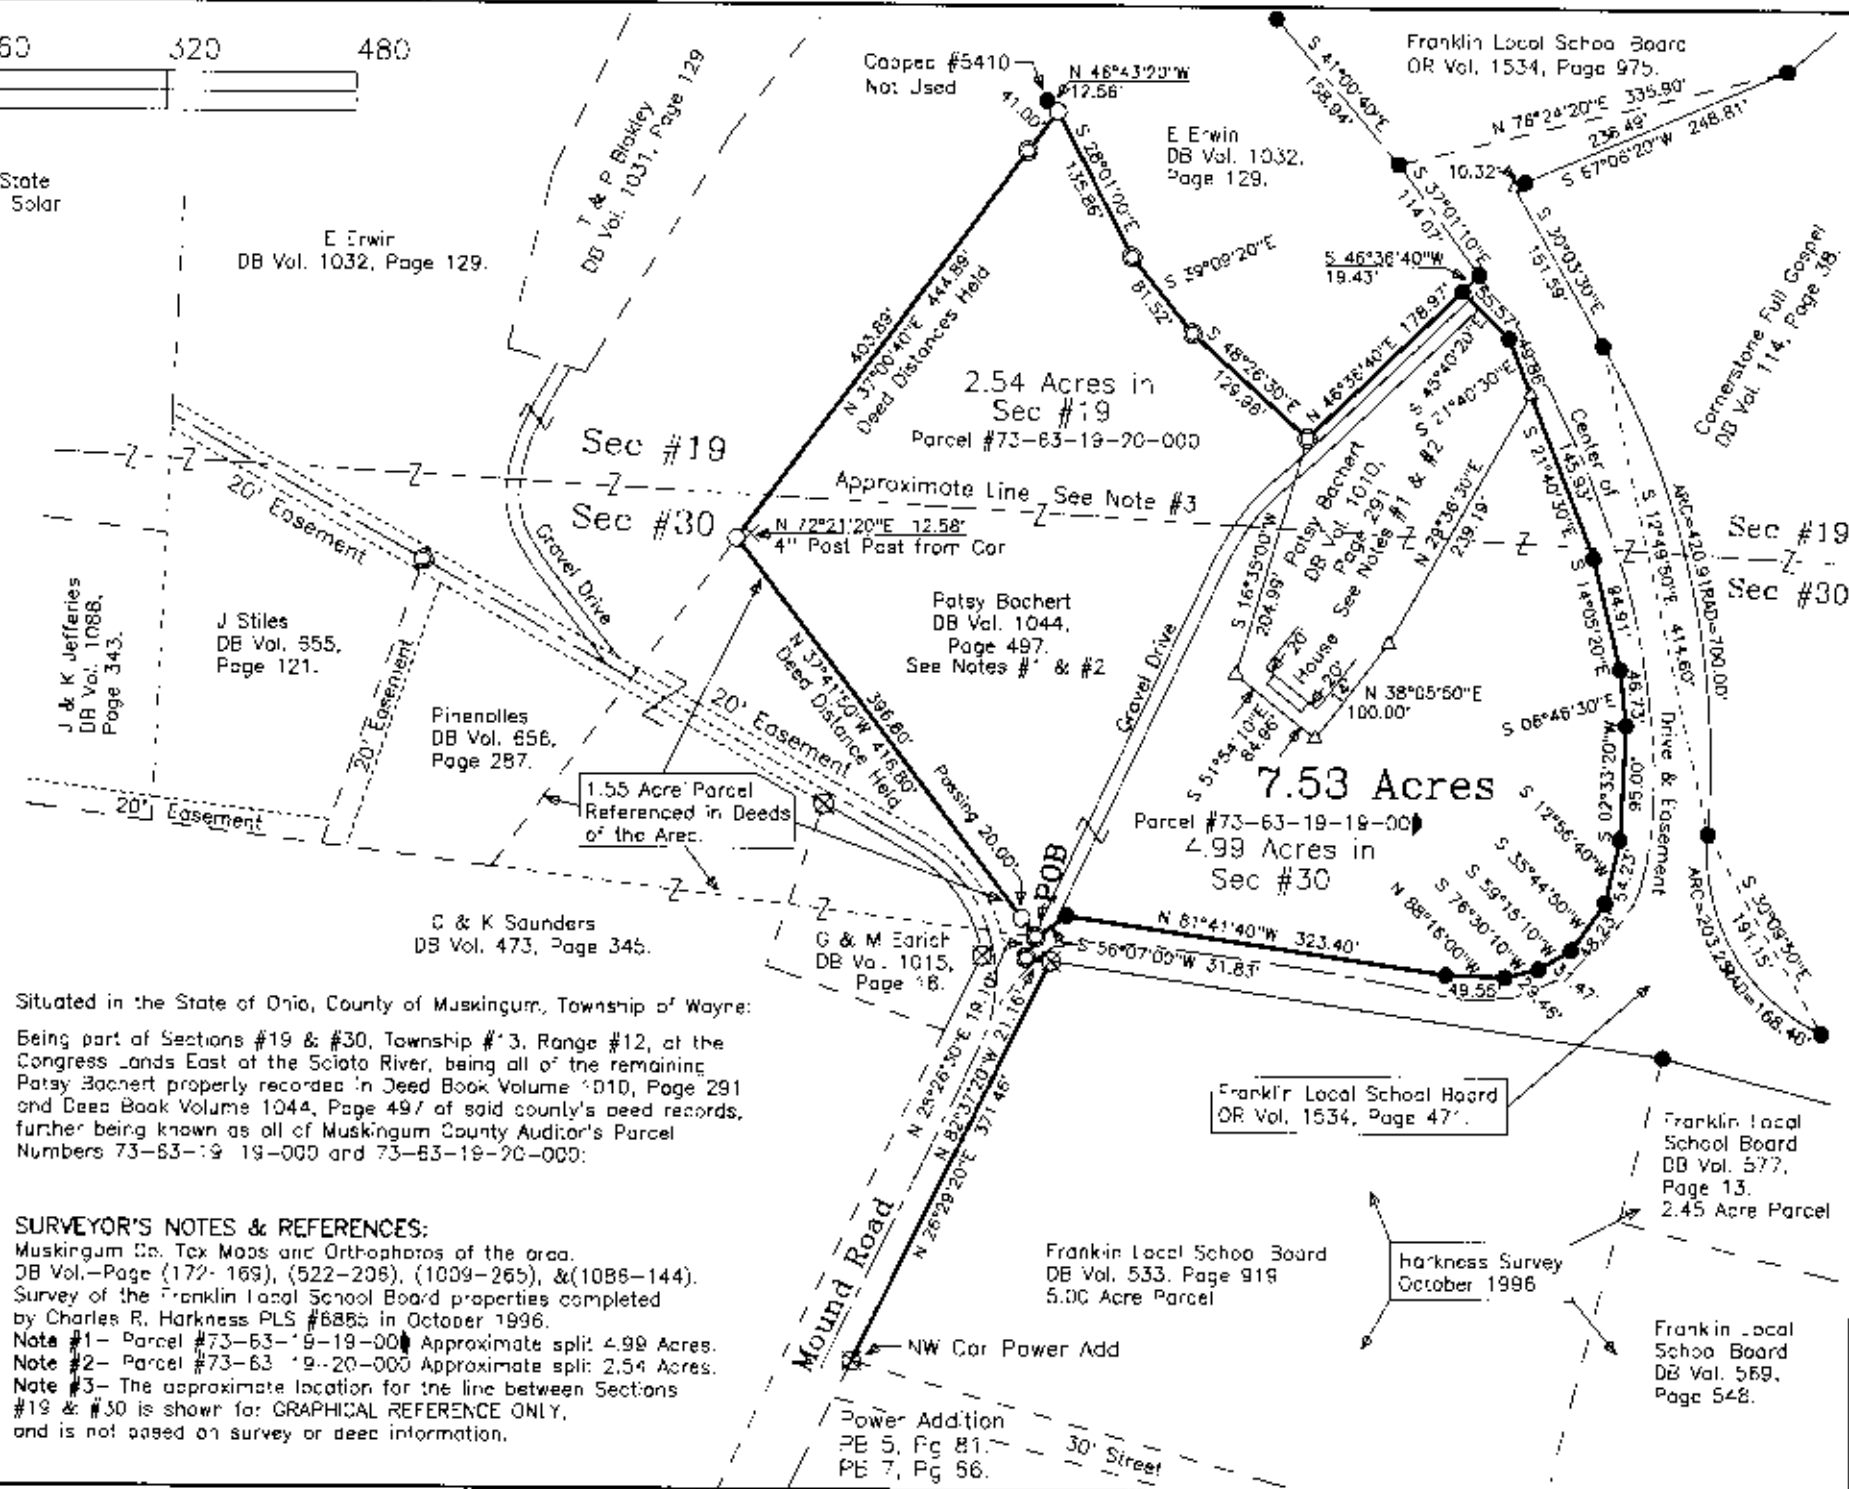 320
480
State
Solar
E Erwin
DB Vol. 1032, Page 129.
T & P Blakley
DB Vol. 1031, Page 129
Capped #5410
Not Used
N 46°43'20"W
12.56'
41.00'
S 28°01'00"E
135.86'
E Erwin
DB Vol. 1032,
Page 129.
S 39°09'20"E
81.52'
S 48°26'30"E
129.96'
403.89'
N 37°00'40"E 444.89'
Deed Distances Held
S 41°00'40"E
158.94'
Franklin Local School Board
OR Vol. 1534, Page 975.
N 76°24'20"E 335.90'
236.49'
S 67°06'20"W 248.81'
10.32'
S 37°01'10"E
114.07'
S 30°03'30"E
151.59'
S 46°36'40"W
19.43'
N 46°36'40"E 178.97'
55.57'
S 45°40'20"E
S 21°40'30"E
49.86'
Cornerstone Full Gospel
DB Vol. 114, Page 38.
2.54 Acres in
Sec #19
Parcel #73-63-19-20-000
Sec #19
Sec #30
Approximate Line See Note #3
N 72°21'20"E 12.58'
4" Post Past from Cor
20' Easement
Gravel Drive
Patsy Bachert
DB Vol. 1010,
Page 291
See Notes #1 & #2
S 16°35'00"W
204.99'
N 29°36'30"E
239.19'
S 21°40'30"E
145.93'
Center of
Drive & Easement
S 12°49'50"E 414.60'
ARC=420.91' RAD=700.00'
Sec #19
Sec #30
S 14°05'20"E
84.91'
46.73'
S 06°46'30"W
S 02°33'20"W
95.00'
J & K Jefferies
DB Vol. 1088,
Page 343.
J Stiles
DB Vol. 655,
Page 121.
20' Easement
Pinenolles
DB Vol. 656,
Page 287.
20' Easement
Patsy Bachert
DB Vol. 1044,
Page 497.
See Notes #1 & #2
Gravel Drive
N 37°41'50"W 416.80'
396.80'
Deed Distance Held
Passing 20.00'
20' Easement
20'
House
20'
N 38°05'50"E
100.00'
S 51°54'10"E
84.96'
7.53 Acres
Parcel #73-63-19-19-00
4.99 Acres in
Sec #30
1.55 Acre Parcel
Referenced in Deeds
of the Area.
S 12°56'40"W
54.23'
S 35°44'50"W
48.23'
S 59°15'10"W
31.47'
S 76°30'10"W
29.46'
N 88°16'00"W
49.56
N 81°41'40"W 323.40'
POB
S 56°07'00"W 31.83'
ARC=203.29' RAD=168.46'
S 30°09'50"E
191.15'
C & K Saunders
DB Vol. 473, Page 345.
G & M Earich
DB Vol. 1015,
Page 18.
N 25°26'50"E 19.10'
N 82°37'20"W 21.16'
N 26°29'20"E 371.46'
Mound Road
Situated in the State of Ohio, County of Muskingum, Township of Wayne:
Being part of Sections #19 & #30, Township #13, Range #12, of the
Congress Lands East of the Scioto River, being all of the remaining
Patsy Bachert property recorded in Deed Book Volume 1010, Page 291
and Deed Book Volume 1044, Page 497 of said county's deed records,
further being known as all of Muskingum County Auditor's Parcel
Numbers 73-63-19-19-000 and 73-63-19-20-000:
SURVEYOR'S NOTES & REFERENCES:
Muskingum Co. Tax Maps and Orthophotos of the area.
DB Vol.-Page (172-169), (522-208), (1009-265), &(1086-144).
Survey of the Franklin Local School Board properties completed
by Charles R. Harkness PLS #6885 in October 1996.
Note #1- Parcel #73-63-19-19-00 Approximate split 4.99 Acres.
Note #2- Parcel #73-63-19-20-000 Approximate split 2.54 Acres.
Note #3- The approximate location for the line between Sections
#19 & #30 is shown for GRAPHICAL REFERENCE ONLY,
and is not based on survey or deed information.
Franklin Local School Board
OR Vol. 1534, Page 471.
Franklin Local
School Board
DB Vol. 577,
Page 13.
2.45 Acre Parcel
Franklin Local School Board
DB Vol. 533, Page 919
5.00 Acre Parcel
Harkness Survey
October 1996
Franklin Local
School Board
DB Vol. 569,
Page 548.
NW Cor Power Add
Power Addition
PB 5, Pg 81.
PB 7, Pg 56.
30' Street